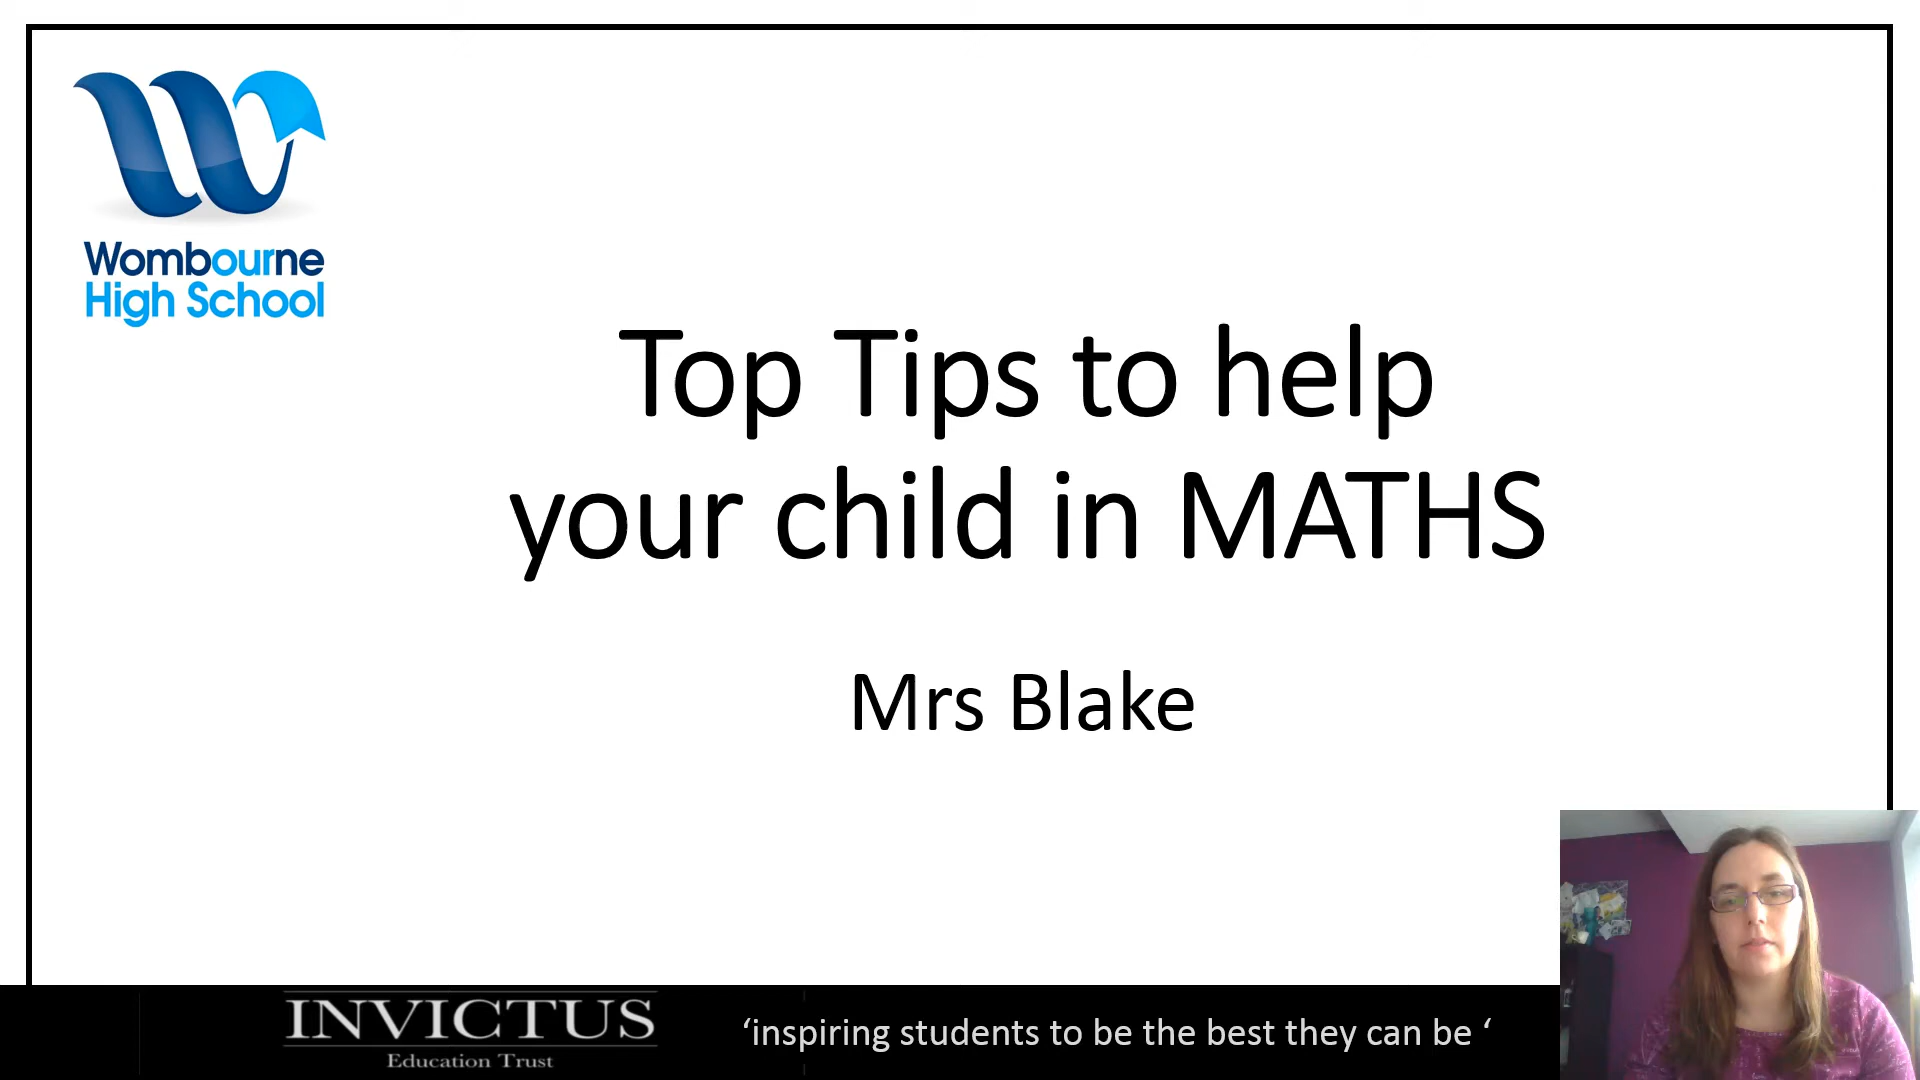 Wombourne
High School
Top Tips to help
your child in MATHS
Mrs Blake
INVICTUS
Education Trust
‘inspiring students to be the best they can be ‘